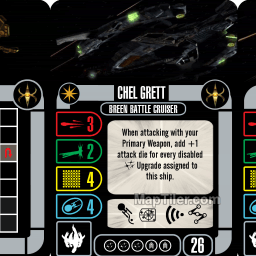 CHEL GRETT
BREEN BATTLE CRUISER
3
2
4
4
When attacking with your
Primary Weapon, add +1
attack die for every disabled
Upgrade assigned to
this ship.
MapTiler.com
26